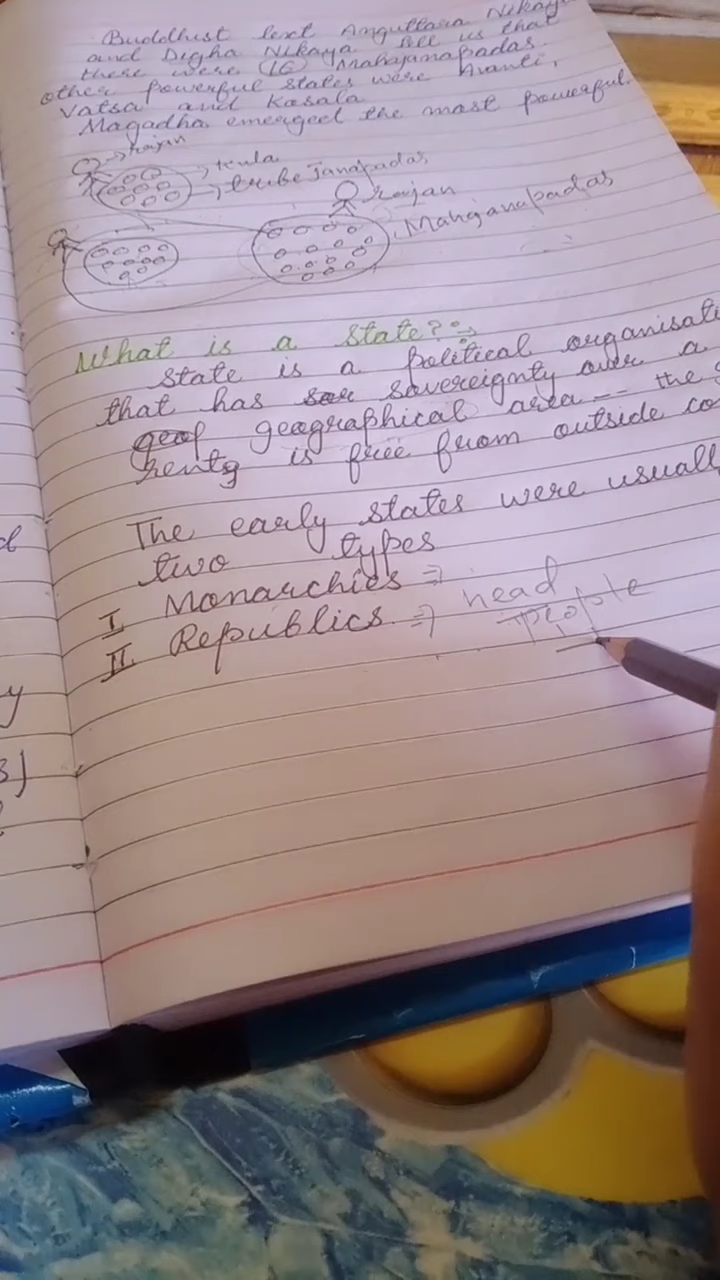 Buddhist text Anguttara Nikaya
and Digha Nikaya tell us that
there were (16) Mahajanapadas.
other powerful states were Avanti,
Vatsa and Kosala
Magadha emerged the most powerful.
rajan
kula
tribe Janapadas
rajan
Mahajanapadas
What is a state?:
state is a political organisati
that has sovereignty over a
geographical area -- the
is free from outside co
The early states were usuall
two types
I Monarchies ⇒
II Republics ⇒ head
people
y
s)